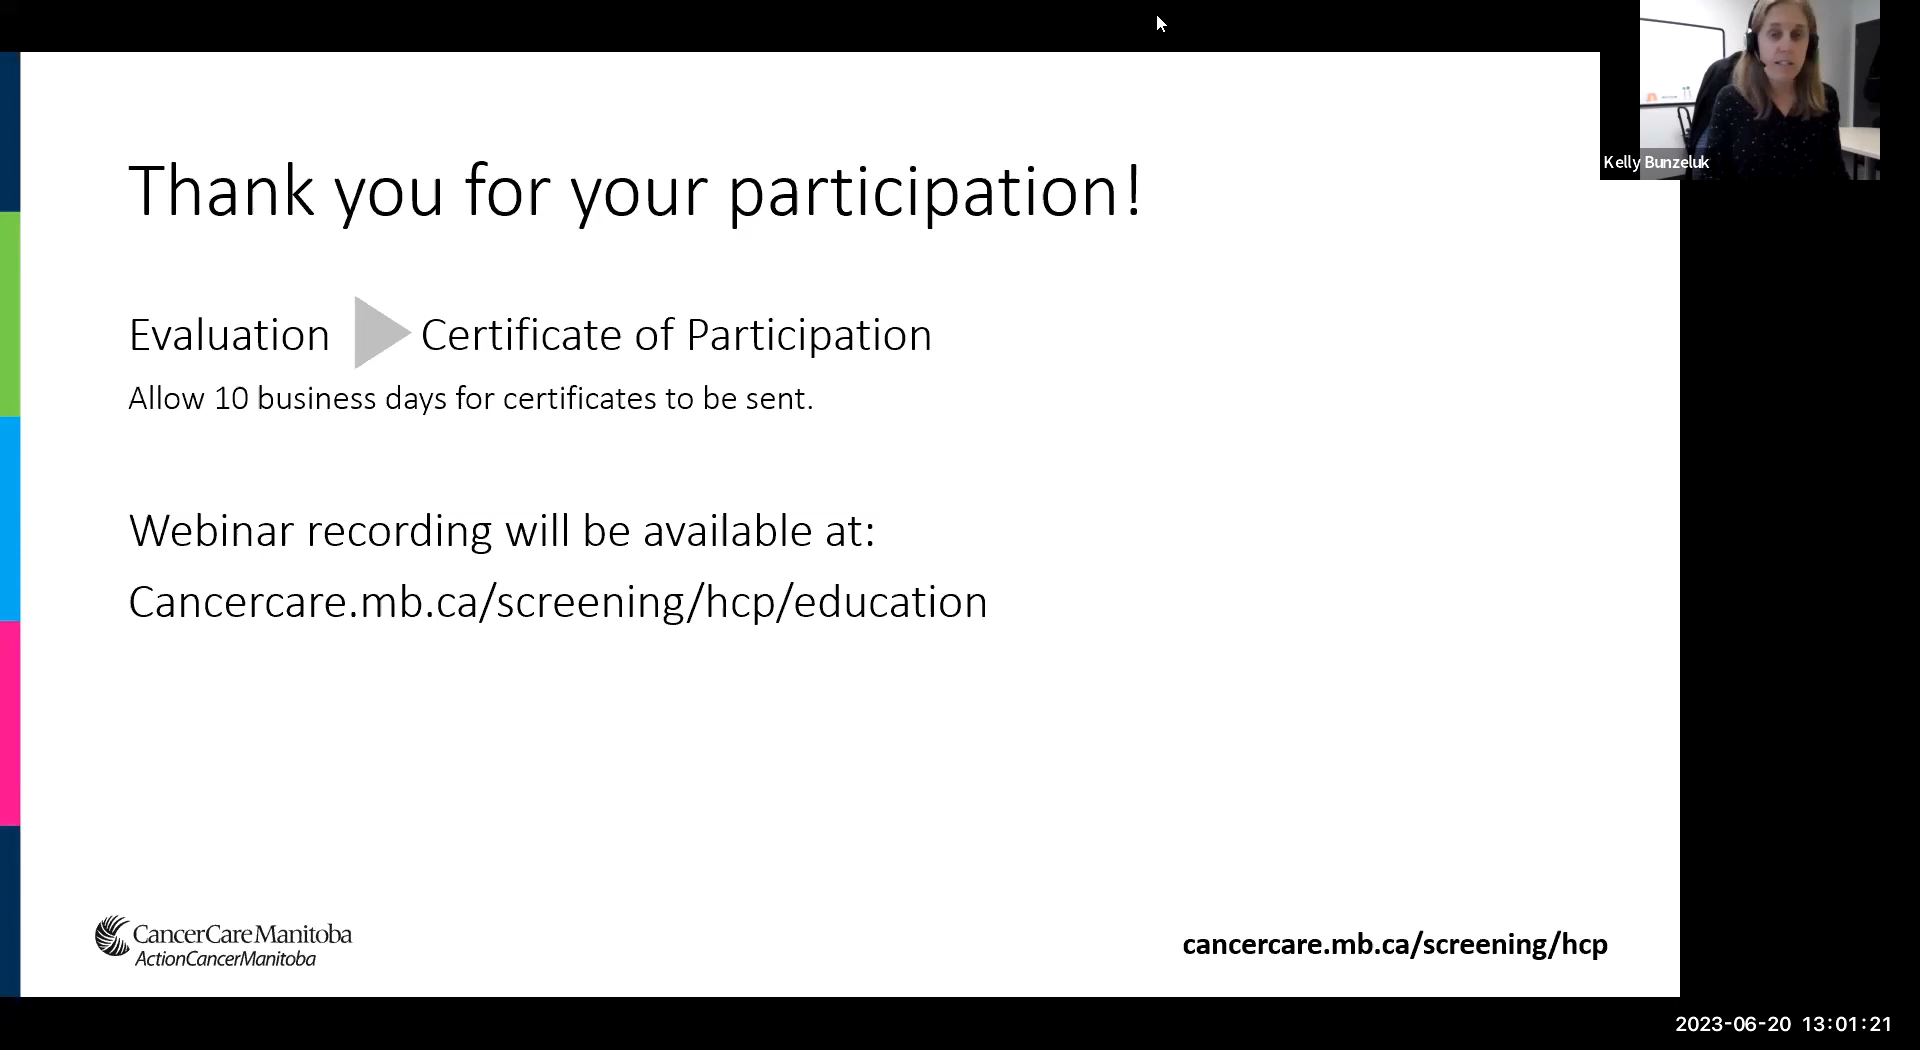 Thank you for your participation!
Evaluation Certificate of Participation
Allow 10 business days for certificates to be sent.
Webinar recording will be available at:
Cancercare.mb.ca/screening/hcp/education
CancerCare Manitoba
ActionCancerManitoba
cancercare.mb.ca/screening/hcp
Kelly Bunzeluk
2023-06-20 13:01:21